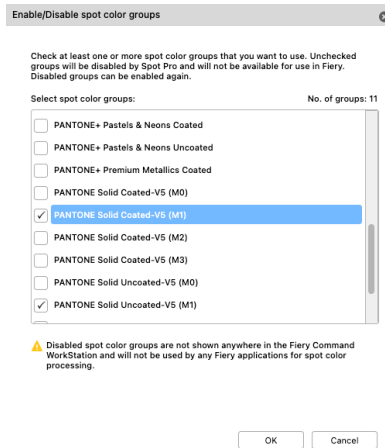 Enable/Disable spot color groups
Check at least one or more spot color groups that you want to use. Unchecked
groups will be disabled by Spot Pro and will not be available for use in Fiery.
Disabled groups can be enabled again.
Select spot color groups: No. of groups: 11
PANTONE+ Pastels & Neons Coated
PANTONE+ Pastels & Neons Uncoated
PANTONE+ Premium Metallics Coated
PANTONE Solid Coated-V5 (M0)
PANTONE Solid Coated-V5 (M1)
PANTONE Solid Coated-V5 (M2)
PANTONE Solid Coated-V5 (M3)
PANTONE Solid Uncoated-V5 (M0)
PANTONE Solid Uncoated-V5 (M1)
Disabled spot color groups are not shown anywhere in the Fiery Command
WorkStation and will not be used by any Fiery applications for spot color
processing.
OK Cancel